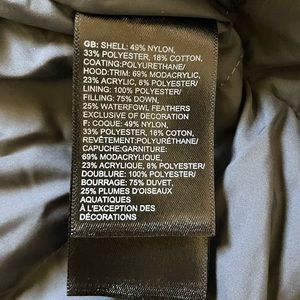 GB: SHELL: 49% NYLON,
33% POLYESTER, 18% COTTON,
COATING:POLYURETHANE/
HOOD:TRIM: 69% MODACRYLIC,
23% ACRYLIC, 8% POLYESTER/
LINING: 100% POLYESTER/
FILLING: 75% DOWN,
25% WATERFOWL FEATHERS
EXCLUSIVE OF DECORATION
F: COQUE: 49% NYLON,
33% POLYESTER, 18% COTON,
REVÊTEMENT:POLYURÉTHANE/
CAPUCHE:GARNITURE:
69% MODACRYLIQUE,
23% ACRYLIQUE, 8% POLYESTER/
DOUBLURE: 100% POLYESTER/
BOURRAGE: 75% DUVET,
25% PLUMES D'OISEAUX
AQUATIQUES
À L'EXCEPTION DES
DÉCORATIONS